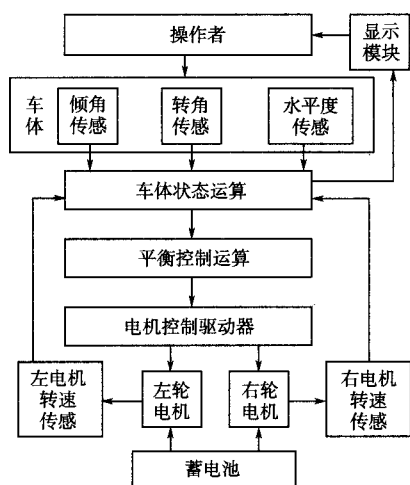 操作者
显示
模块
车
体
倾角
传感
转角
传感
水平度
传感
车体状态运算
平衡控制运算
电机控制驱动器
左电机
转速
传感
左轮
电机
右轮
电机
右电机
转速
传感
蓄电池